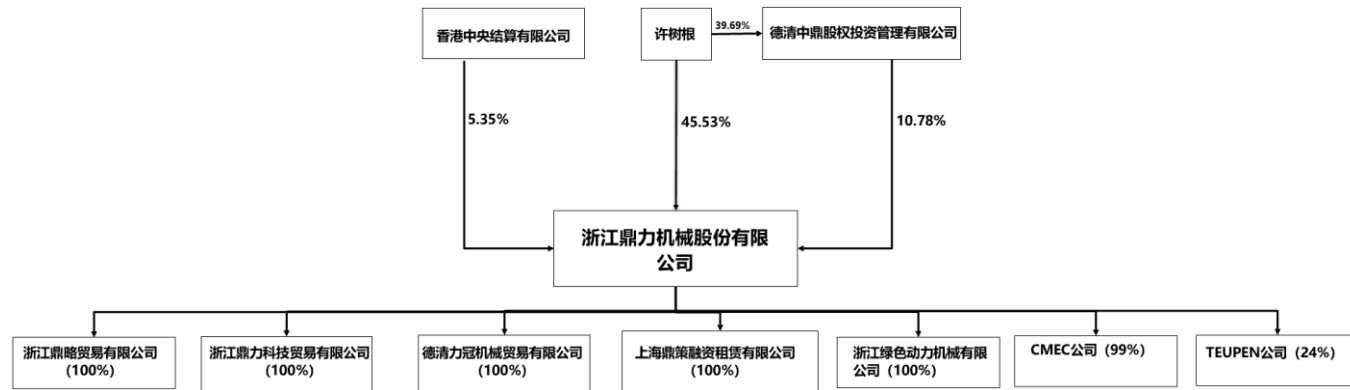 香港中央结算有限公司
许树根
39.69%
德清中鼎股权投资管理有限公司
5.35%
45.53%
10.78%
浙江鼎力机械股份有限
公司
浙江鼎略贸易有限公司
（100%）
浙江鼎力科技贸易有限公司
（100%）
德清力冠机械贸易有限公司
（100%）
上海鼎策融资租赁有限公司
（100%）
浙江绿色动力机械有限
公司（100%）
CMEC公司（99%）
TEUPEN公司（24%）